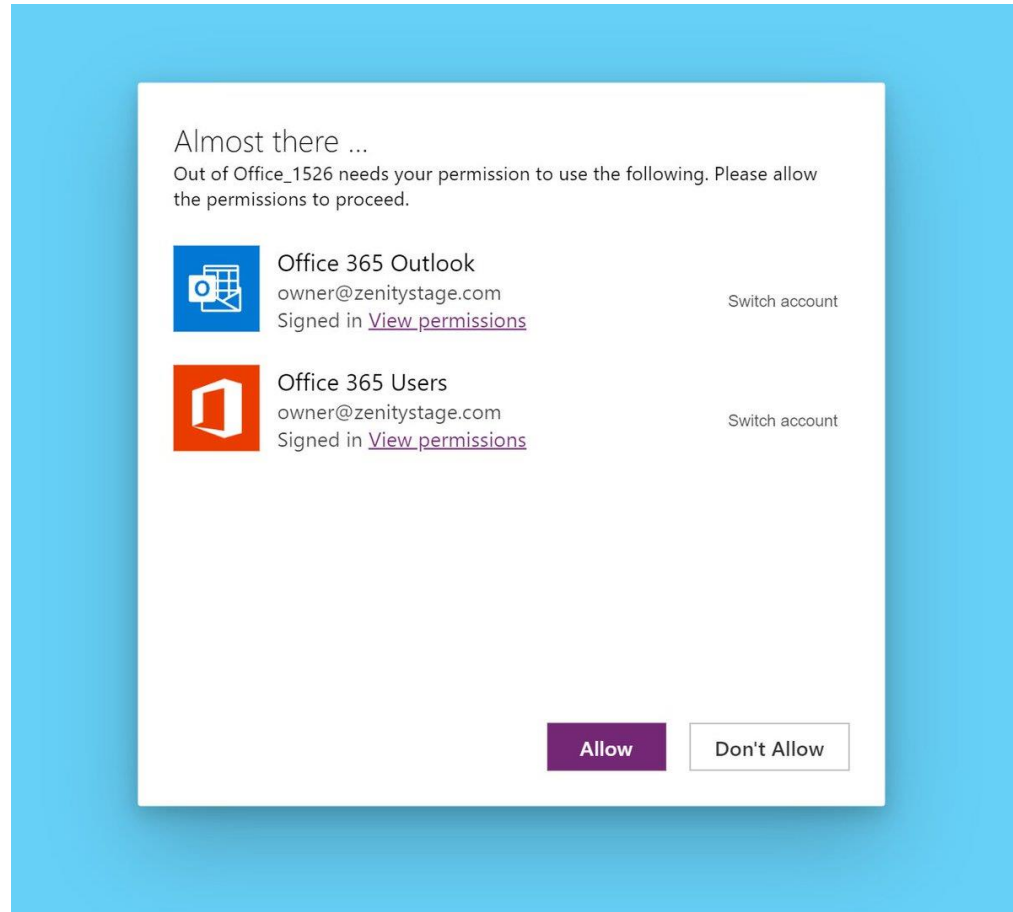 Almost there ...
Out of Office_1526 needs your permission to use the following. Please allow
the permissions to proceed.
Office 365 Outlook
owner@zenitystage.com
Signed in View permissions
Switch account
Office 365 Users
owner@zenitystage.com
Signed in View permissions
Switch account
Allow
Don't Allow